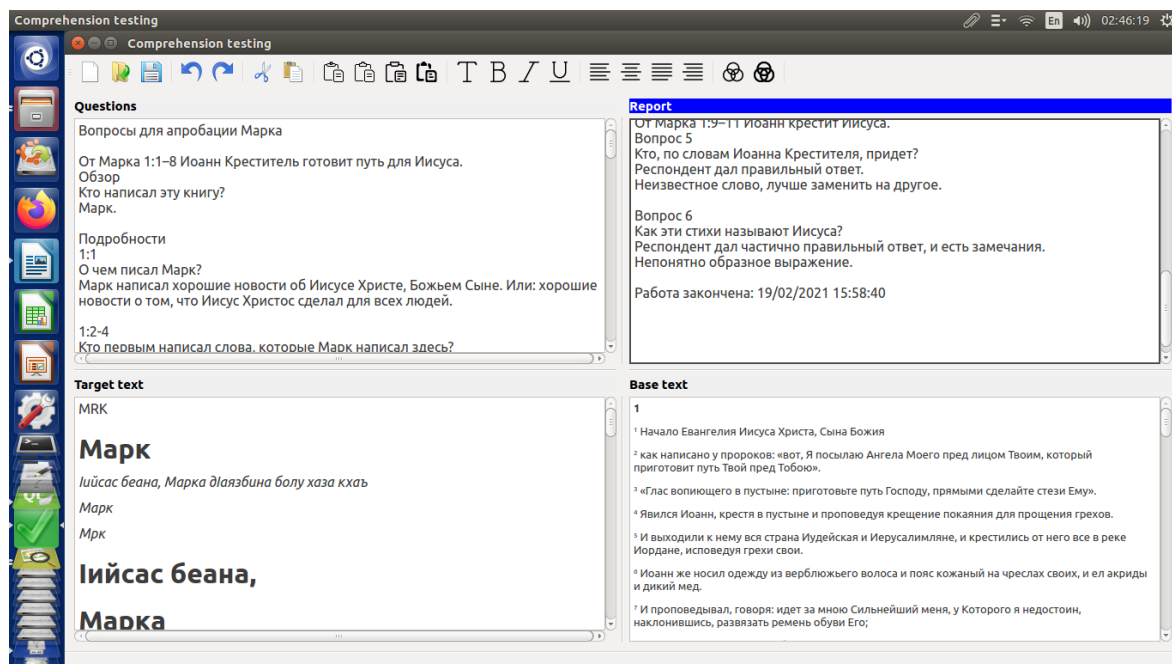 Comprehension testing
En
02:46:19
Comprehension testing
T B I U
Questions
Вопросы для апробации Марка
От Марка 1:1–8 Иоанн Креститель готовит путь для Иисуса.
Обзор
Кто написал эту книгу?
Марк.
Подробности
1:1
О чем писал Марк?
Марк написал хорошие новости об Иисусе Христе, Божьем Сыне. Или: хорошие
новости о том, что Иисус Христос сделал для всех людей.
1:2-4
Кто первым написал слова, которые Марк написал здесь?
Report
От Марка 1:9–11 Иоанн крестит Иисуса.
Вопрос 5
Кто, по словам Иоанна Крестителя, придет?
Респондент дал правильный ответ.
Неизвестное слово, лучше заменить на другое.
Вопрос 6
Как эти стихи называют Иисуса?
Респондент дал частично правильный ответ, и есть замечания.
Непонятно образное выражение.
Работа закончена: 19/02/2021 15:58:40
Target text
MRK
Марк
Ӏийсас беана, Марка дӀаязбина болу хаза кхаъ
Марк
Мрк
Ӏийсас беана,
Марка
Base text
1
¹ Начало Евангелия Иисуса Христа, Сына Божия
² как написано у пророков: «вот, Я посылаю Ангела Моего пред лицом Твоим, который
приготовит путь Твой пред Тобою».
³ «Глас вопиющего в пустыне: приготовьте путь Господу, прямыми сделайте стези Ему».
⁴ Явился Иоанн, крестя в пустыне и проповедуя крещение покаяния для прощения грехов.
⁵ И выходили к нему вся страна Иудейская и Иерусалимляне, и крестились от него все в реке
Иордане, исповедуя грехи свои.
⁶ Иоанн же носил одежду из верблюжьего волоса и пояс кожаный на чреслах своих, и ел акриды
и дикий мед.
⁷ И проповедывал, говоря: идет за мною Сильнейший меня, у Которого я недостоин,
наклонившись, развязать ремень обуви Его;